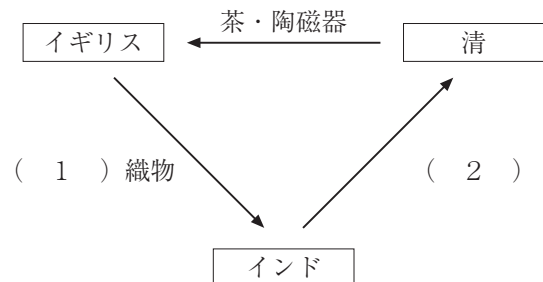 茶・陶磁器
イギリス
清
（　１　）織物
（　２　）
インド